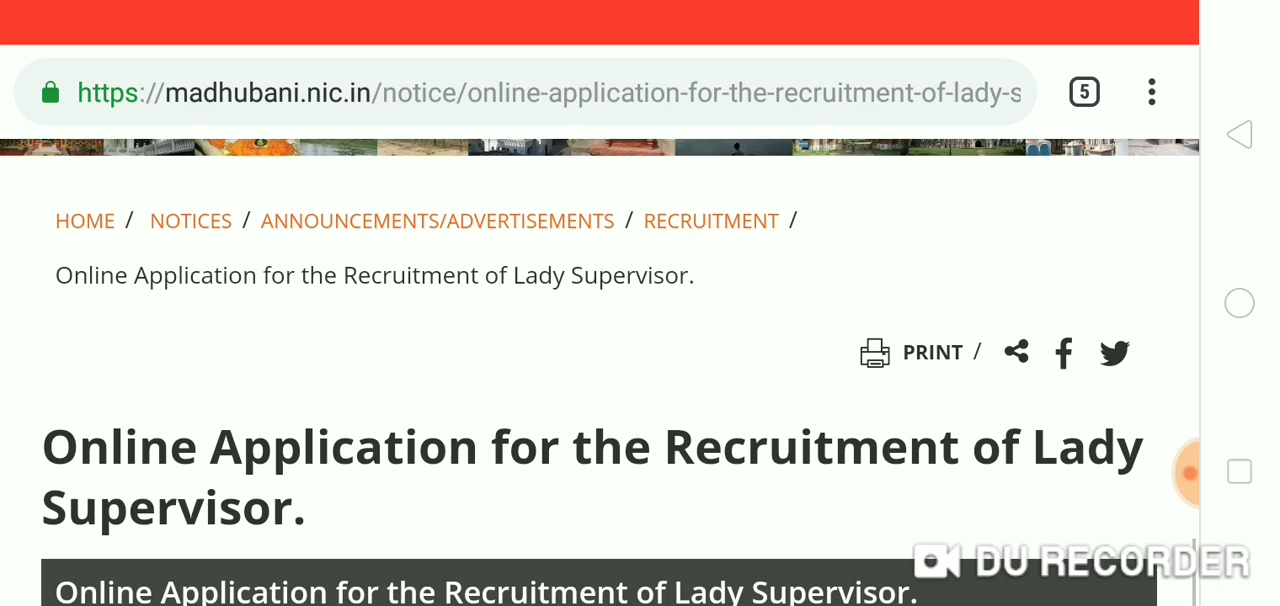 https://madhubani.nic.in/notice/online-application-for-the-recruitment-of-lady-s
5
HOME / NOTICES / ANNOUNCEMENTS/ADVERTISEMENTS / RECRUITMENT /
Online Application for the Recruitment of Lady Supervisor.
PRINT /
Online Application for the Recruitment of Lady
Supervisor.
DU RECORDER
Online Application for the Recruitment of Lady Supervisor.